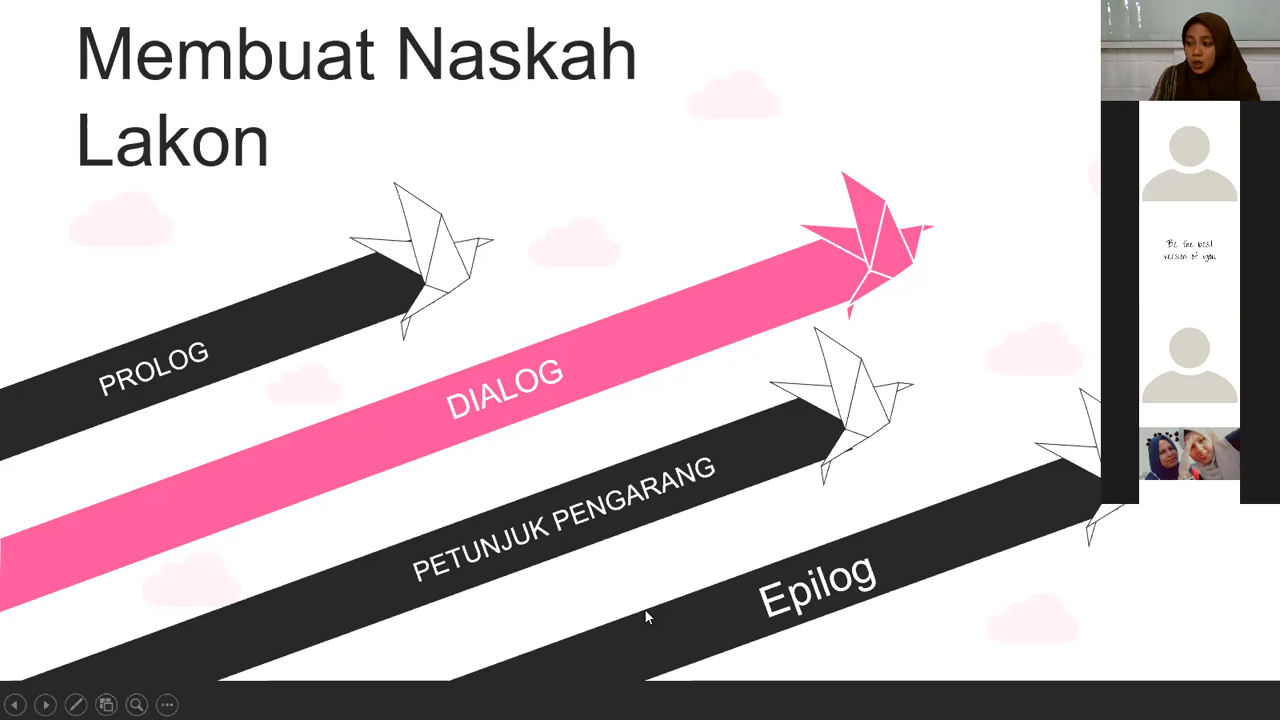 Membuat Naskah
Lakon
PROLOG
DIALOG
PETUNJUK PENGARANG
Epilog
Be the best
version of you